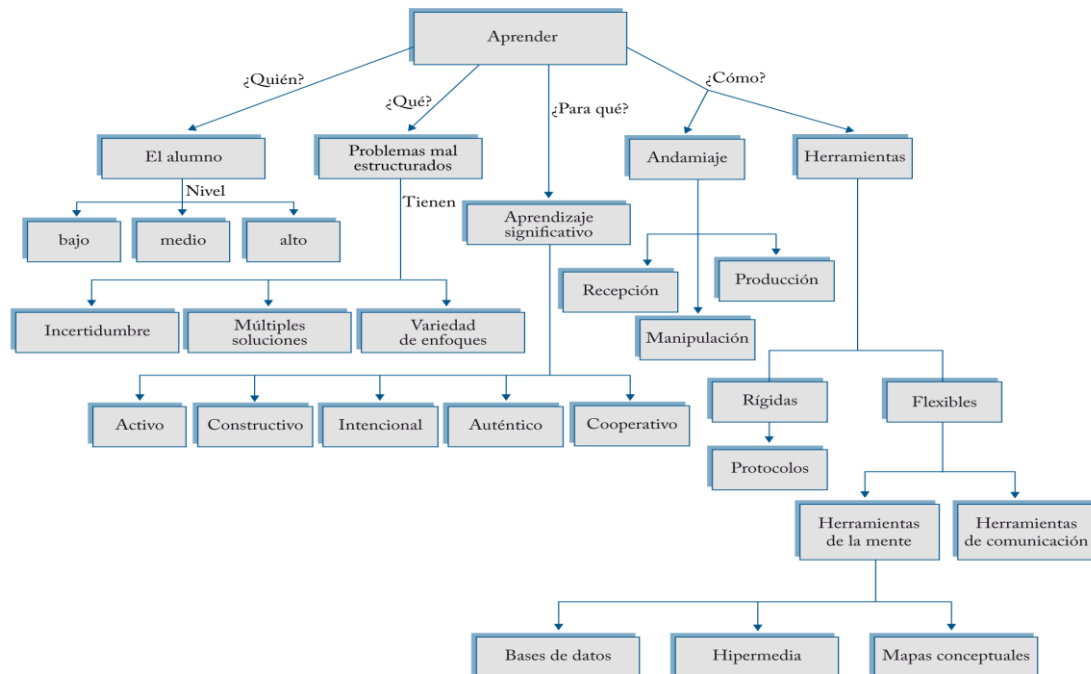 Aprender
¿Quién?
¿Qué?
¿Para qué?
¿Cómo?
El alumno
Problemas mal
estructurados
Andamiaje
Herramientas
Nivel
Tienen
bajo
medio
alto
Aprendizaje
significativo
Recepción
Producción
Incertidumbre
Múltiples
soluciones
Variedad
de enfoques
Manipulación
Activo
Constructivo
Intencional
Auténtico
Cooperativo
Rígidas
Flexibles
Protocolos
Herramientas
de la mente
Herramientas
de comunicación
Bases de datos
Hipermedia
Mapas conceptuales